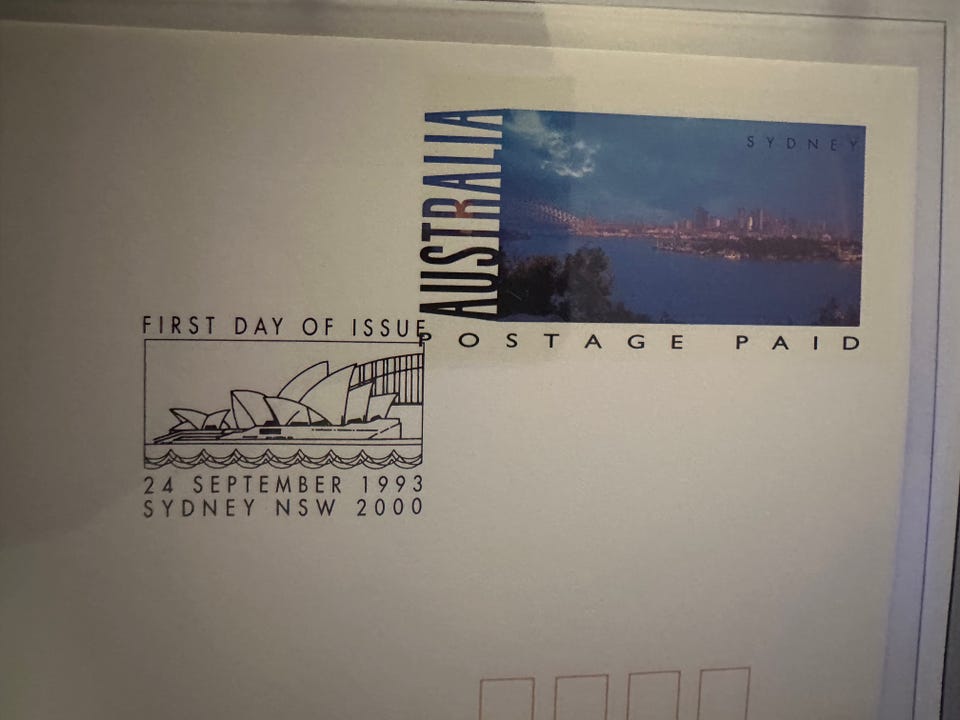 SYDNEY
AUSTRALIA
POSTAGE PAID
FIRST DAY OF ISSUE
24 SEPTEMBER 1993
SYDNEY NSW 2000